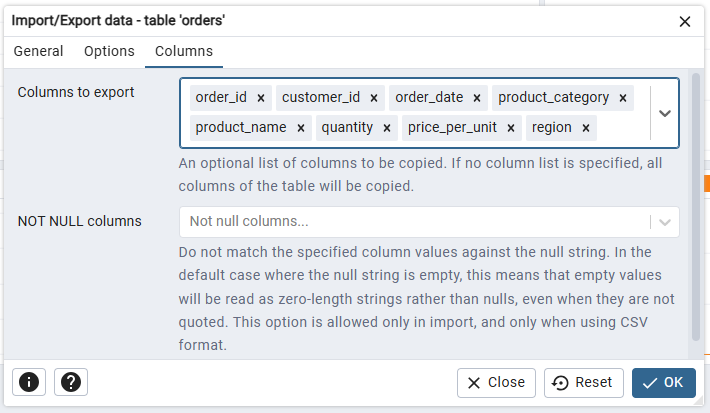 Import/Export data - table 'orders'
General Options Columns
Columns to export
order_id × customer_id × order_date × product_category ×
product_name × quantity × price_per_unit × region ×
An optional list of columns to be copied. If no column list is specified, all
columns of the table will be copied.
NOT NULL columns
Not null columns...
Do not match the specified column values against the null string. In the
default case where the null string is empty, this means that empty values
will be read as zero-length strings rather than nulls, even when they are not
quoted. This option is allowed only in import, and only when using CSV
format.
Close Reset OK